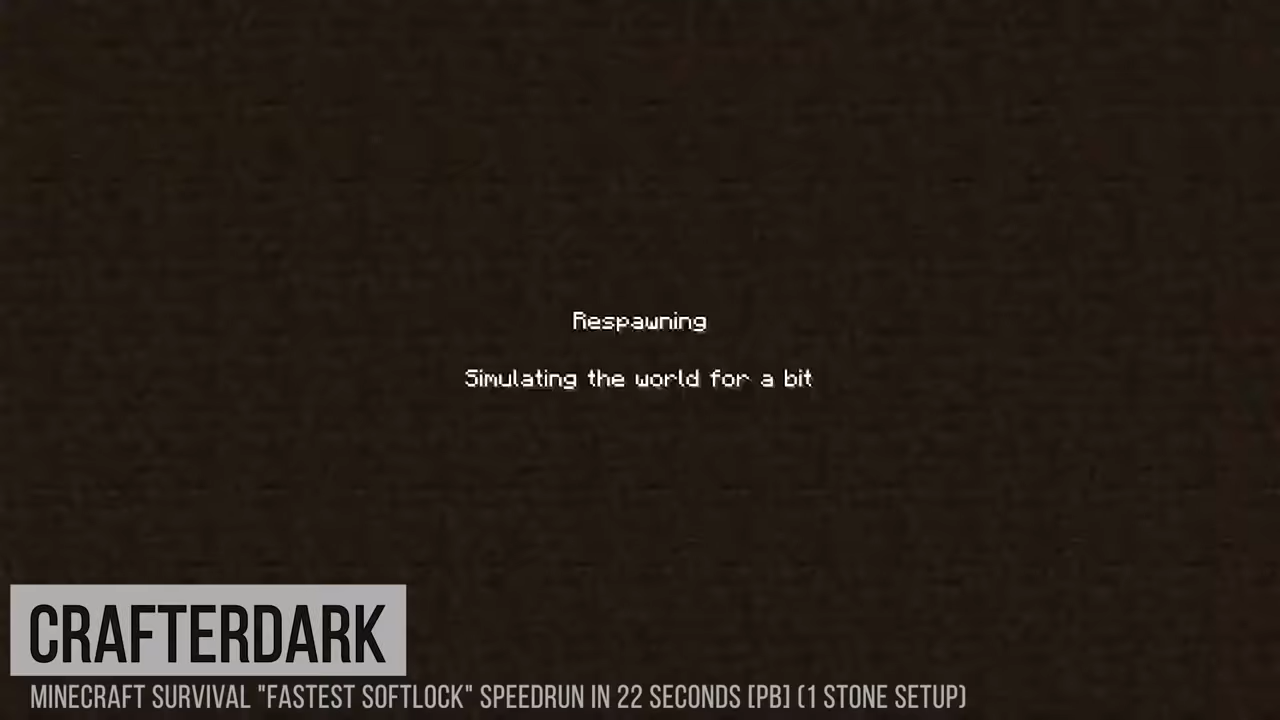 Respawning
Simulating the world for a bit
CRAFTERDARK
MINECRAFT SURVIVAL "FASTEST SOFTLOCK" SPEEDRUN IN 22 SECONDS [PB] (1 STONE SETUP)